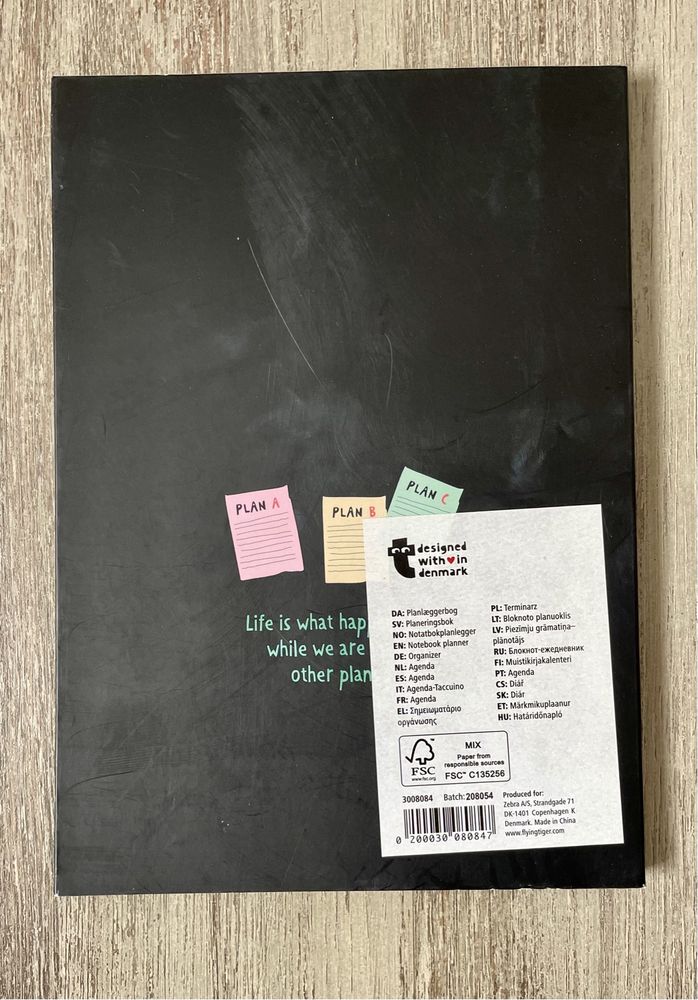 PLAN A
PLAN B
PLAN C
Life is what hap
while we are
other plan
designed
with♥in
denmark
DA: Planlæggerbog
SV: Planeringsbok
NO: Notatbokplanlegger
EN: Notebook planner
DE: Organizer
NL: Agenda
ES: Agenda
IT: Agenda-Taccuino
FR: Agenda
EL: Σημειωματάριο
οργάνωσης
PL: Terminarz
LT: Bloknoto planuoklis
LV: Piezīmju grāmatiņa–
plānotājs
RU: Блокнот-ежедневник
FI: Muistikirjakalenteri
PT: Agenda
CS: Diář
SK: Diár
ET: Märkmikuplaanur
HU: Határidőnapló
FSC
www.fsc.org
MIX
Paper from
responsible sources
FSC™ C135256
3008084 Batch: 208054
0 200030 080847
Produced for:
Zebra A/S, Strandgade 71
DK-1401 Copenhagen K
Denmark. Made in China
www.flyingtiger.com